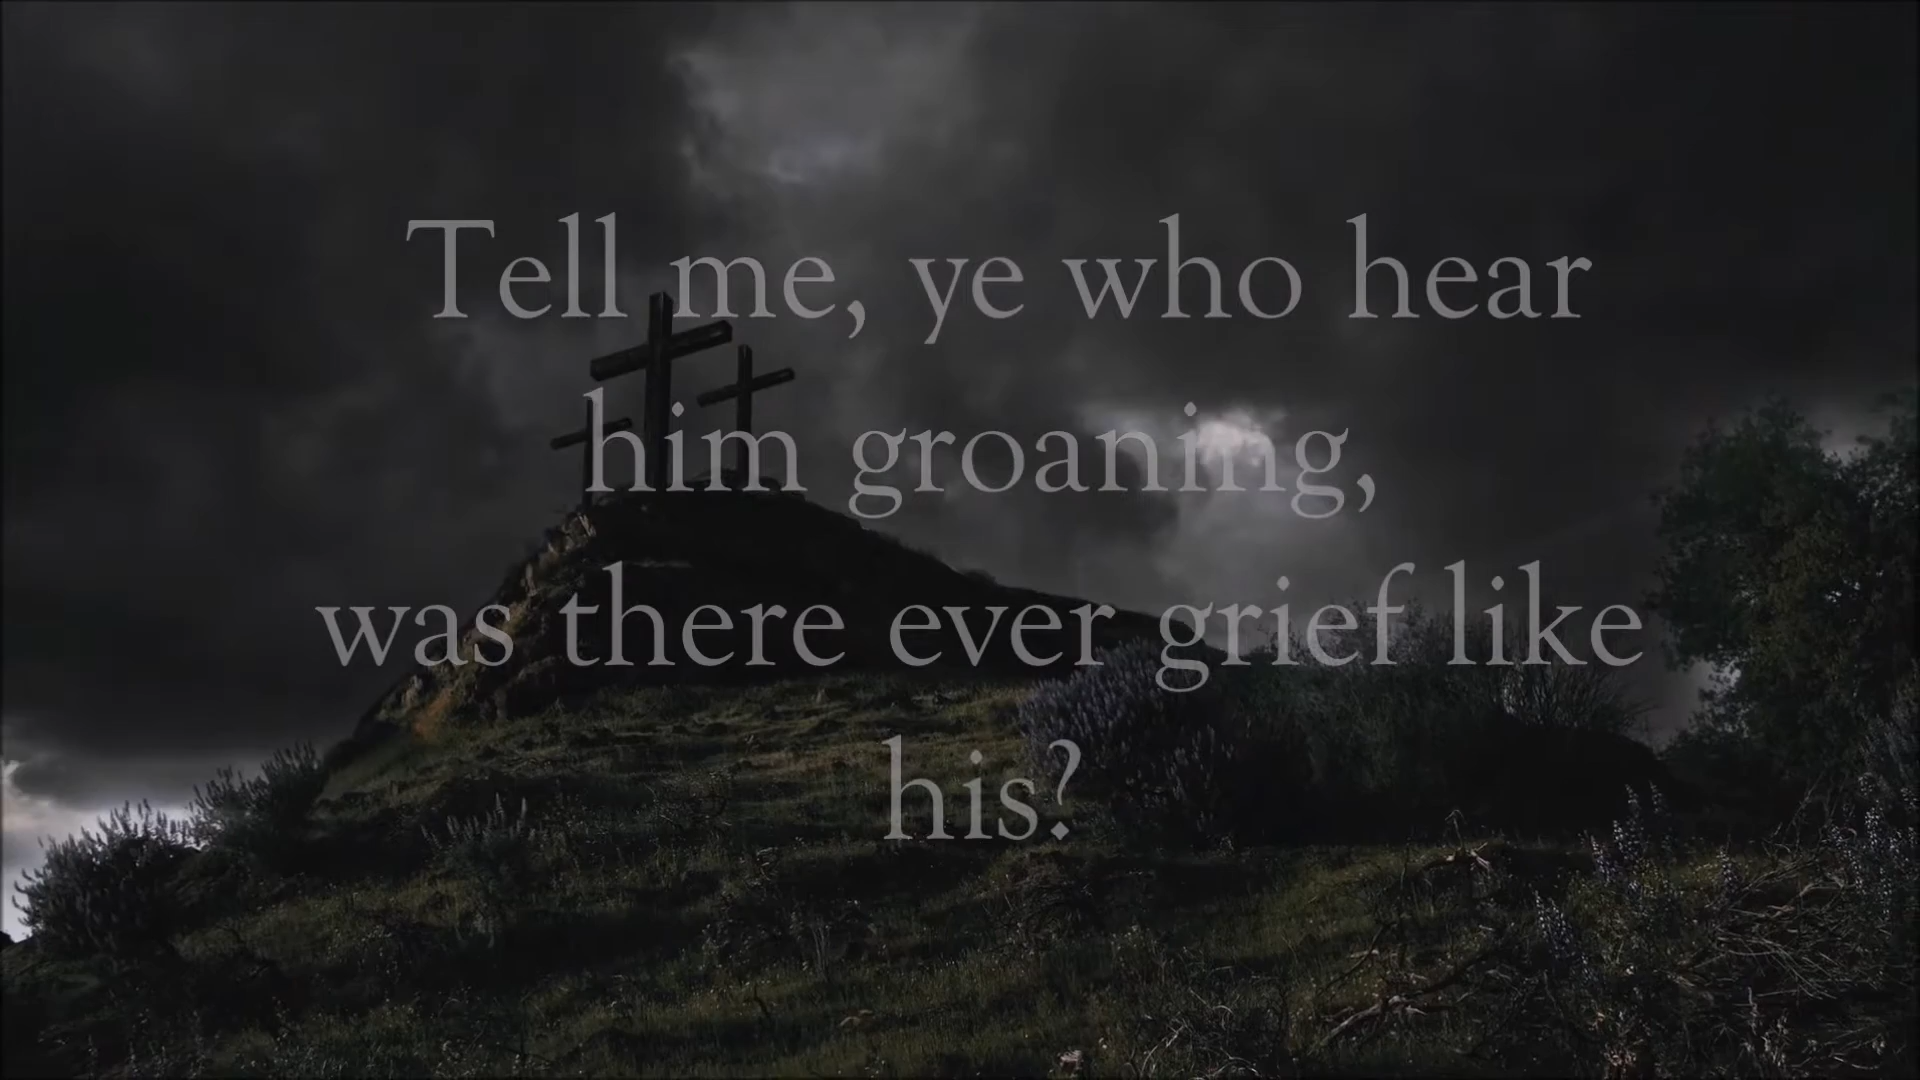 Tell me, ye who hear
him groaning,
was there ever grief like
his?